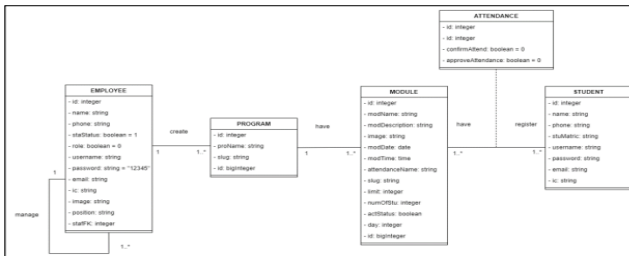 ATTENDANCE
- id: integer
- id: integer
- confirmAttend: boolean = 0
- approveAttendance: boolean = 0
EMPLOYEE
- id: integer
- name: string
- phone: string
- staStatus: boolean = 1
- role: boolean = 0
- username: string
- password: string = "12345"
- email: string
- ic: string
- image: string
- position: string
- staffFK: integer
1
manage
1..*
create
1
1..*
PROGRAM
- id: integer
- proName: string
- slug: string
- id: bigInteger
have
1
1..*
MODULE
- id: integer
- modName: string
- modDescription: string
- image: string
- modDate: date
- modTime: time
- attendanceName: string
- slug: string
- limit: integer
- numOfStu: integer
- actStatus: boolean
- day: integer
- id: bigInteger
have
register
1..*
1..*
STUDENT
- id: integer
- name: string
- phone: string
- stuMatric: string
- username: string
- password: string
- email: string
- ic: string